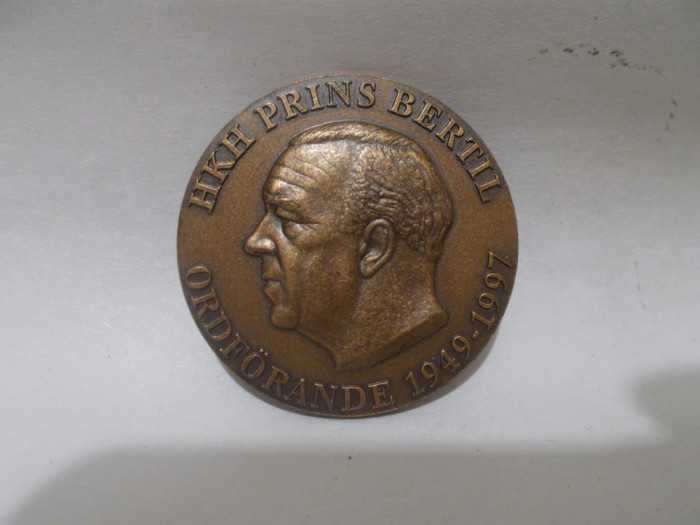 HKH PRINS BERTIL
ORDFÖRANDE 1949-1997